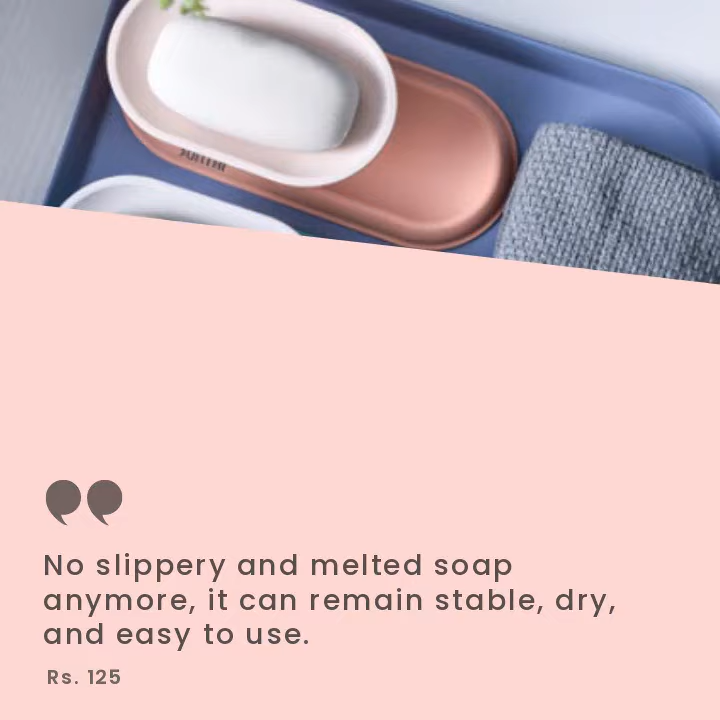 No slippery and melted soap
anymore, it can remain stable, dry,
and easy to use.
Rs. 125